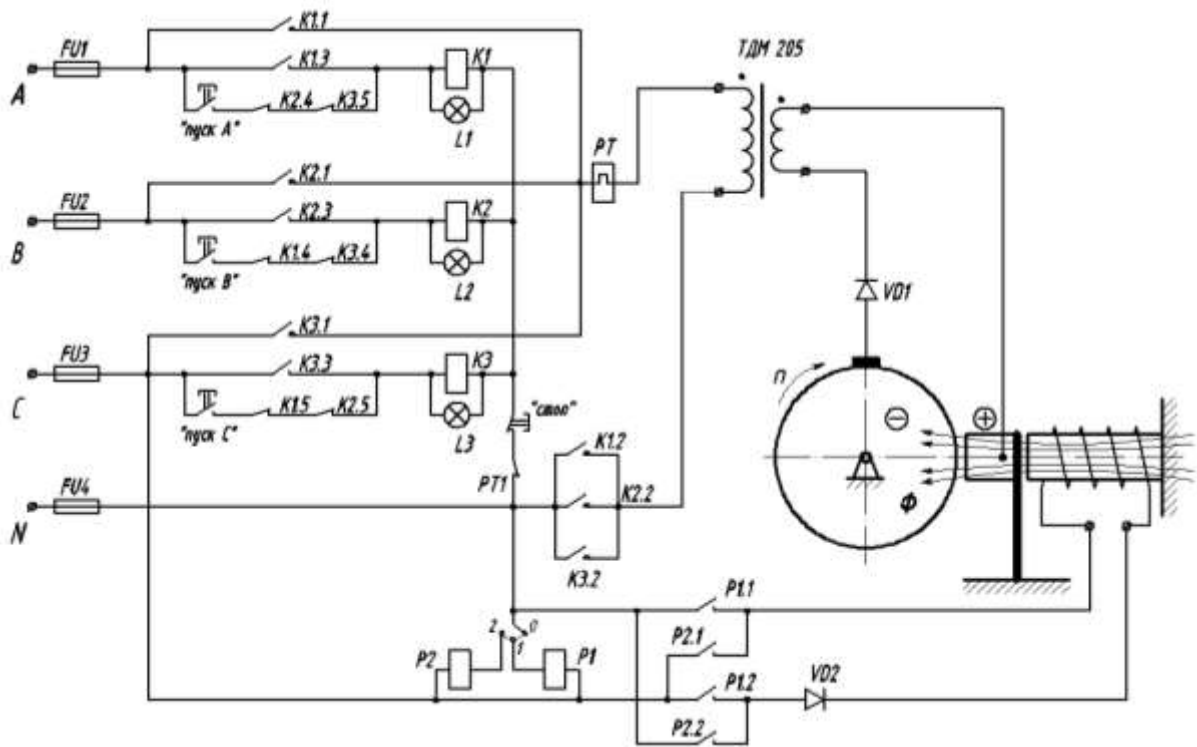 K1.1
FU1
K1.3
K1
A
"пуск А"
K2.4
K3.5
L1
ТДМ 205
РТ
K2.1
FU2
K2.3
K2
B
"пуск В"
K1.4
K3.4
L2
VD1
K3.1
FU3
K3.3
K3
C
"пуск С"
K1.5
K2.5
L3
"стоп"
n
−
+
K1.2
РТ1
K2.2
FU4
N
Ф
K3.2
P1.1
2
0
1
P2
P1
P2.1
P1.2
VD2
P2.2